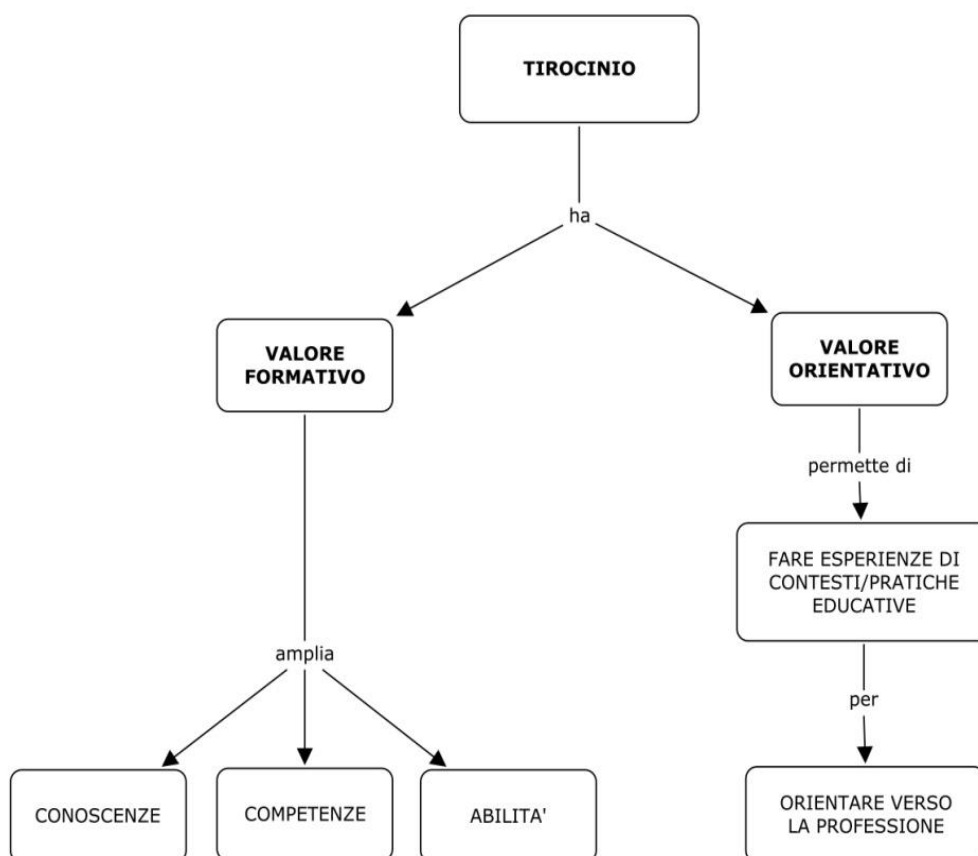 TIROCINIO
ha
VALORE
FORMATIVO
VALORE
ORIENTATIVO
permette di
FARE ESPERIENZE DI
CONTESTI/PRATICHE
EDUCATIVE
amplia
per
CONOSCENZE
COMPETENZE
ABILITA'
ORIENTARE VERSO
LA PROFESSIONE